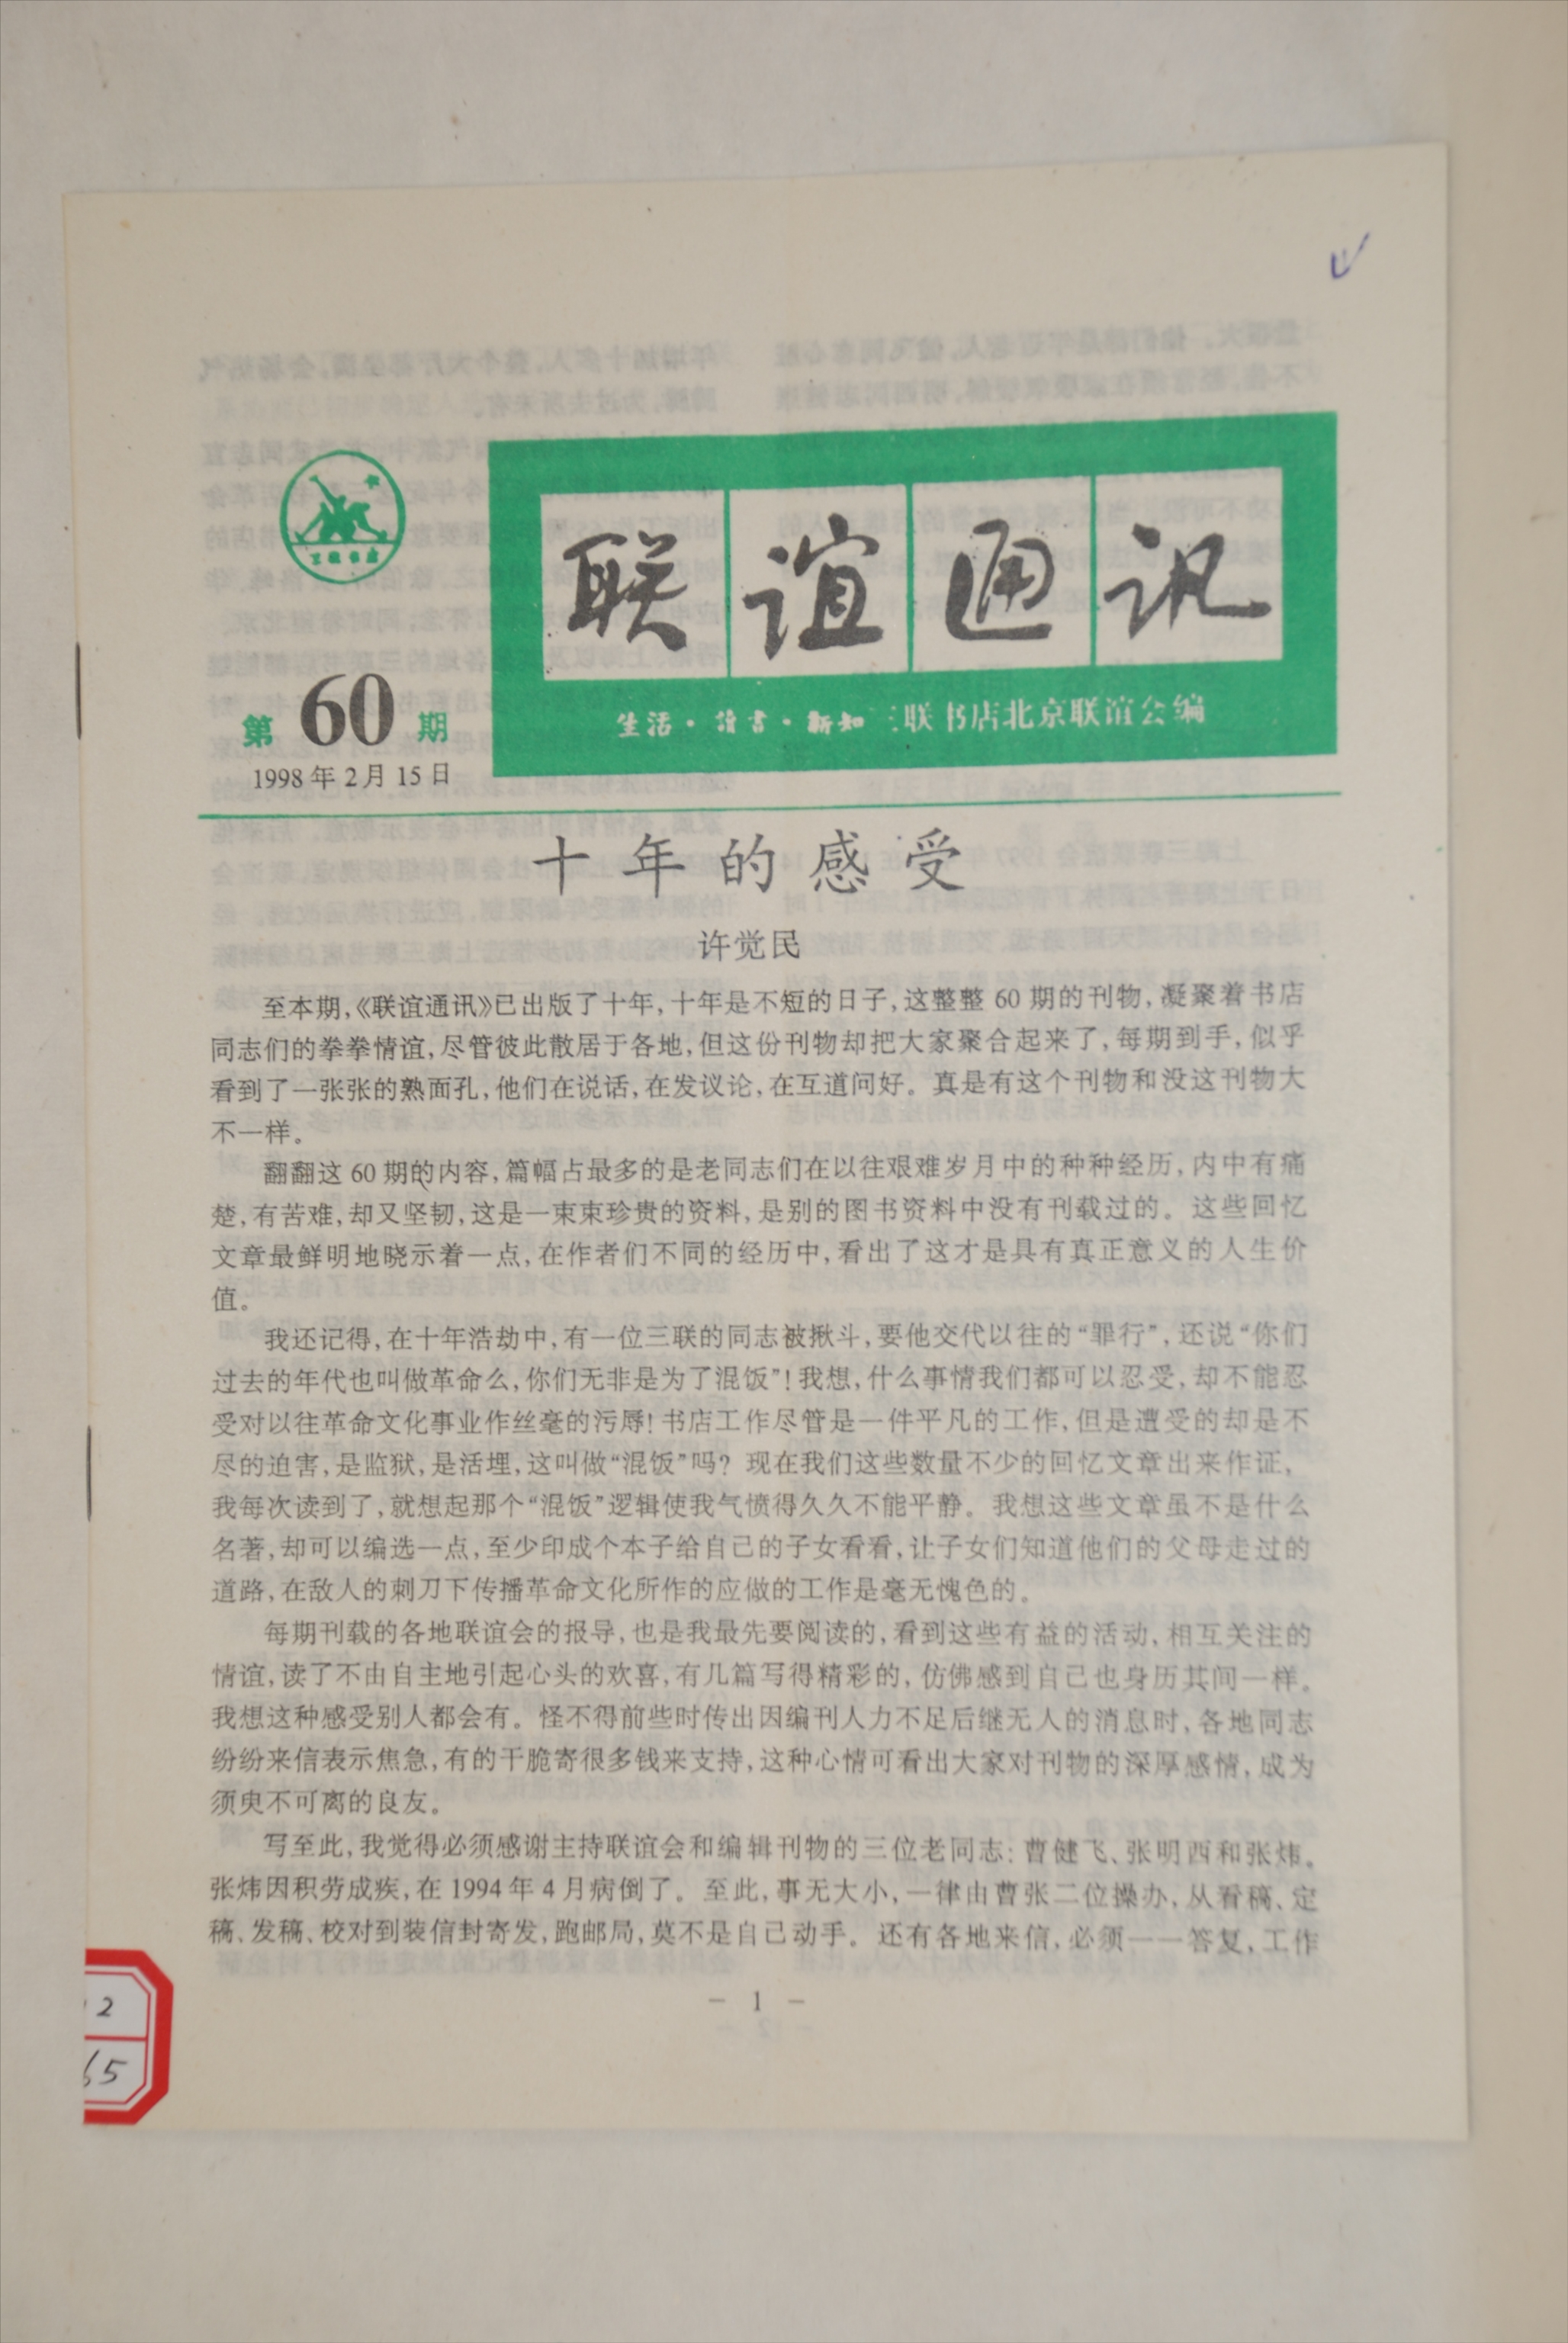 三联书店
联谊通讯
生活·读书·新知三联书店北京联谊会编
第60期
1998年2月15日
十年的感受
许觉民
至本期,《联谊通讯》已出版了十年,十年是不短的日子,这整整60期的刊物,凝聚着书店
同志们的拳拳情谊,尽管彼此散居于各地,但这份刊物却把大家聚合起来了,每期到手,似乎
看到了一张张的熟面孔,他们在说话,在发议论,在互道问好。真是有这个刊物和没这刊物大
不一样。
翻翻这60期的内容,篇幅占最多的是老同志们在以往艰难岁月中的种种经历,内中有痛
楚,有苦难,却又坚韧,这是一束束珍贵的资料,是别的图书资料中没有刊载过的。这些回忆
文章最鲜明地晓示着一点,在作者们不同的经历中,看出了这才是具有真正意义的人生价
值。
我还记得,在十年浩劫中,有一位三联的同志被揪斗,要他交代以往的“罪行”,还说“你们
过去的年代也叫做革命么,你们无非是为了混饭”!我想,什么事情我们都可以忍受,却不能忍
受对以往革命文化事业作丝毫的污辱!书店工作尽管是一件平凡的工作,但是遭受的却是不
尽的迫害,是监狱,是活埋,这叫做“混饭”吗?现在我们这些数量不少的回忆文章出来作证,
我每次读到了,就想起那个“混饭”逻辑使我气愤得久久不能平静。我想这些文章虽不是什么
名著,却可以编选一点,至少印成个本子给自己的子女看看,让子女们知道他们的父母走过的
道路,在敌人的刺刀下传播革命文化所作的应做的工作是毫无愧色的。
每期刊载的各地联谊会的报导,也是我最先要阅读的,看到这些有益的活动,相互关注的
情谊,读了不由自主地引起心头的欢喜,有几篇写得精彩的,仿佛感到自己也身历其间一样。
我想这种感受别人都会有。怪不得前些时传出因编刊人力不足后继无人的消息时,各地同志
纷纷来信表示焦急,有的干脆寄很多钱来支持,这种心情可看出大家对刊物的深厚感情,成为
须臾不可离的良友。
写至此,我觉得必须感谢主持联谊会和编辑刊物的三位老同志:曹健飞、张明西和张炜。
张炜因积劳成疾,在1994年4月病倒了。至此,事无大小,一律由曹张二位操办,从看稿、定
稿、发稿、校对到装信封寄发,跑邮局,莫不是自己动手。还有各地来信,必须一一答复,工作
- 1 -
2
65